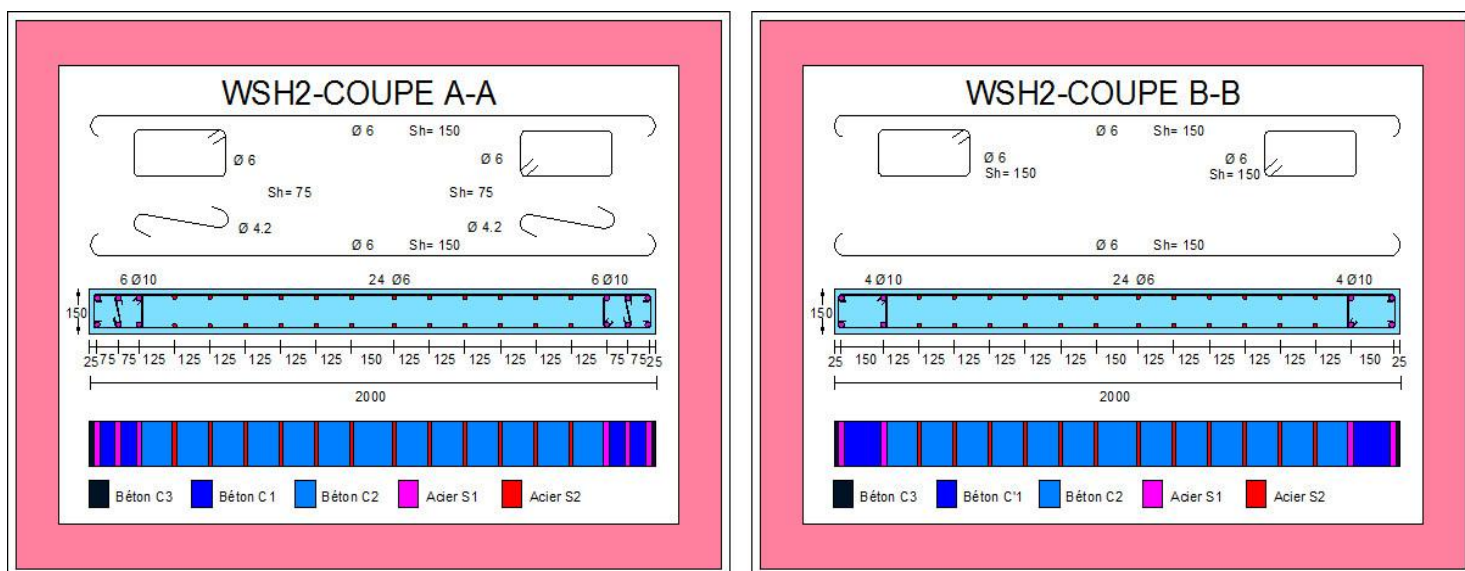 WSH2-COUPE A-A
Ø 6 Sh= 150
Ø 6 Ø 6
Sh= 75 Sh= 75
Ø 4.2 Ø 4.2
Ø 6 Sh= 150
6 Ø10 24 Ø6 6 Ø10
150
25 75 75 125 125 125 125 125 125 150 125 125 125 125 125 125 75 75 25
2000
Béton C3 Béton C1 Béton C2 Acier S1 Acier S2
WSH2-COUPE B-B
Ø 6 Sh= 150
Ø 6 Ø 6
Sh= 150 Sh= 150
Ø 6 Sh= 150
4 Ø10 24 Ø6 4 Ø10
150
25 150 125 125 125 125 125 125 150 125 125 125 125 125 125 150 25
2000
Béton C3 Béton C'1 Béton C2 Acier S1 Acier S2